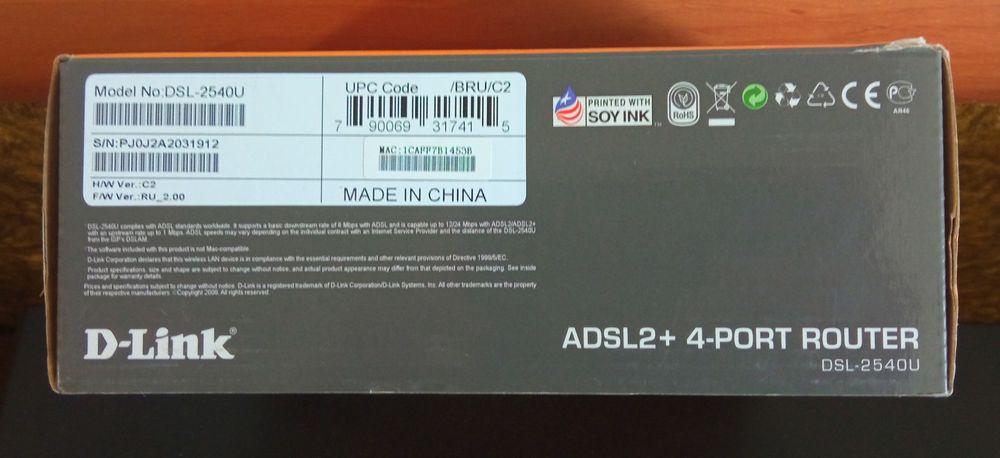 Model No:DSL-2540U
UPC Code /BRU/C2
7 90069 31741 5
S/N:PJ0J2A2031912
MAC:1CAFF7B1453B
H/W Ver.:C2
F/W Ver.:RU_2.00
MADE IN CHINA
PRINTED WITH
SOY INK ™
RoHS
CE
PC
AR46
DSL-2540U complies with ADSL standards worldwide. It supports a basic downstream rate of 8 Mbps with ADSL and is capable up to 12/24 Mbps with ADSL2/ADSL2+
with an upstream rate up to 1 Mbps. ADSL speeds may vary depending on the individual contract with an Internet Service Provider and the distance of the DSL-2540U
from the ISP's DSLAM.
The software included with this product is not Mac-compatible.
D-Link Corporation declares that this wireless LAN device is in compliance with the essential requirements and other relevant provisions of Directive 1999/5/EC.
Product specifications, size and shape are subject to change without notice, and actual product appearance may differ from that depicted on the packaging. See inside
package for warranty details.
Prices and specifications subject to change without notice. D-Link is a registered trademark of D-Link Corporation/D-Link Systems, Inc. All other trademarks are the property
of their respective manufacturers ©Copyright 2009. All rights reserved.
D-Link®
ADSL2+ 4-PORT ROUTER
DSL-2540U